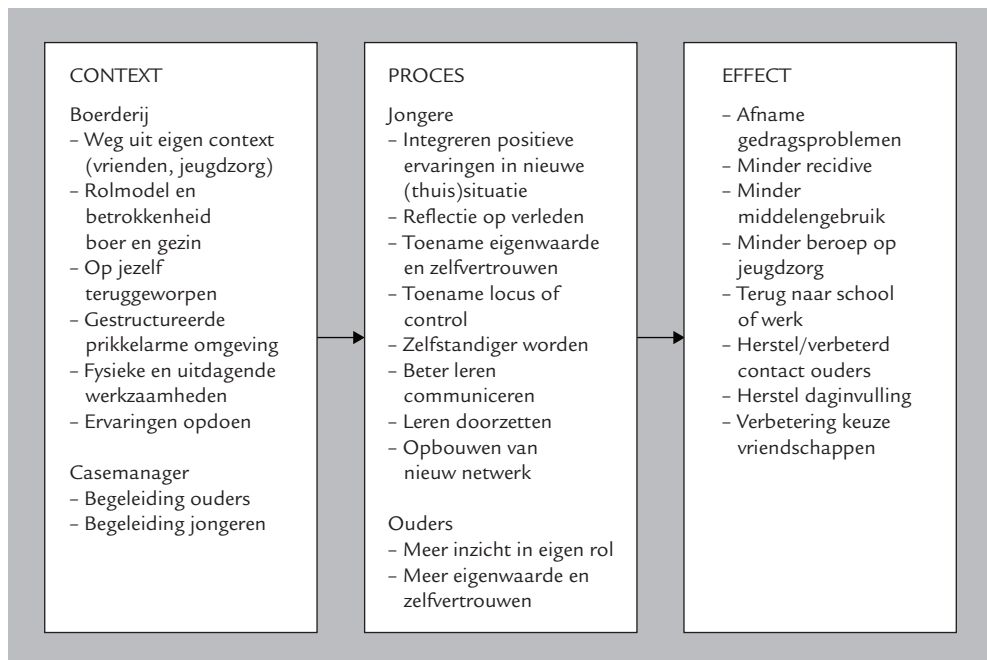 CONTEXT
Boerderij
– Weg uit eigen context
(vrienden, jeugdzorg)
– Rolmodel en
betrokkenheid
boer en gezin
– Op jezelf
teruggeworpen
– Gestructureerde
prikkelarme omgeving
– Fysieke en uitdagende
werkzaamheden
– Ervaringen opdoen
Casemanager
– Begeleiding ouders
– Begeleiding jongeren
PROCES
Jongere
– Integreren positieve
ervaringen in nieuwe
(thuis)situatie
– Reflectie op verleden
– Toename eigenwaarde
en zelfvertrouwen
– Toename locus of
control
– Zelfstandiger worden
– Beter leren
communiceren
– Leren doorzetten
– Opbouwen van
nieuw netwerk
Ouders
– Meer inzicht in eigen rol
– Meer eigenwaarde en
zelfvertrouwen
EFFECT
– Afname
gedragsproblemen
– Minder recidive
– Minder
middelengebruik
– Minder beroep op
jeugdzorg
– Terug naar school
of werk
– Herstel/verbeterd
contact ouders
– Herstel daginvulling
– Verbetering keuze
vriendschappen